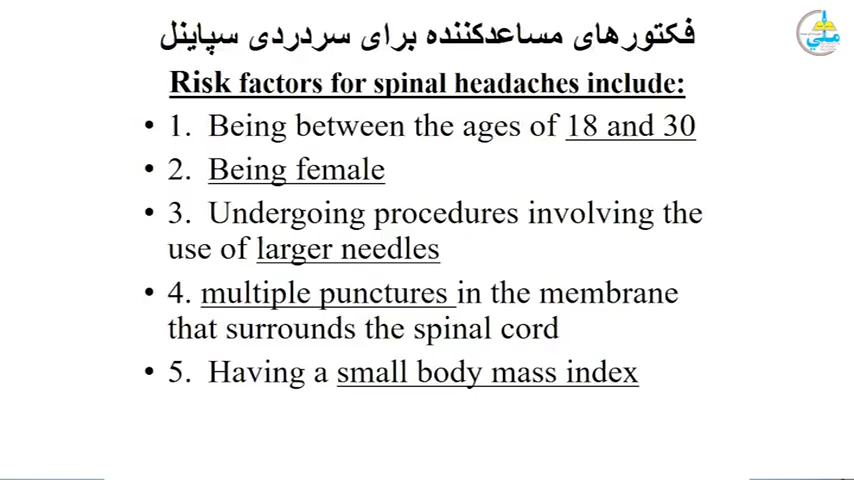 فکتورهای مساعدکننده برای سردردی سپاینل
Risk factors for spinal headaches include:
• 1. Being between the ages of 18 and 30
• 2. Being female
• 3. Undergoing procedures involving the
use of larger needles
• 4. multiple punctures in the membrane
that surrounds the spinal cord
• 5. Having a small body mass index
ملي